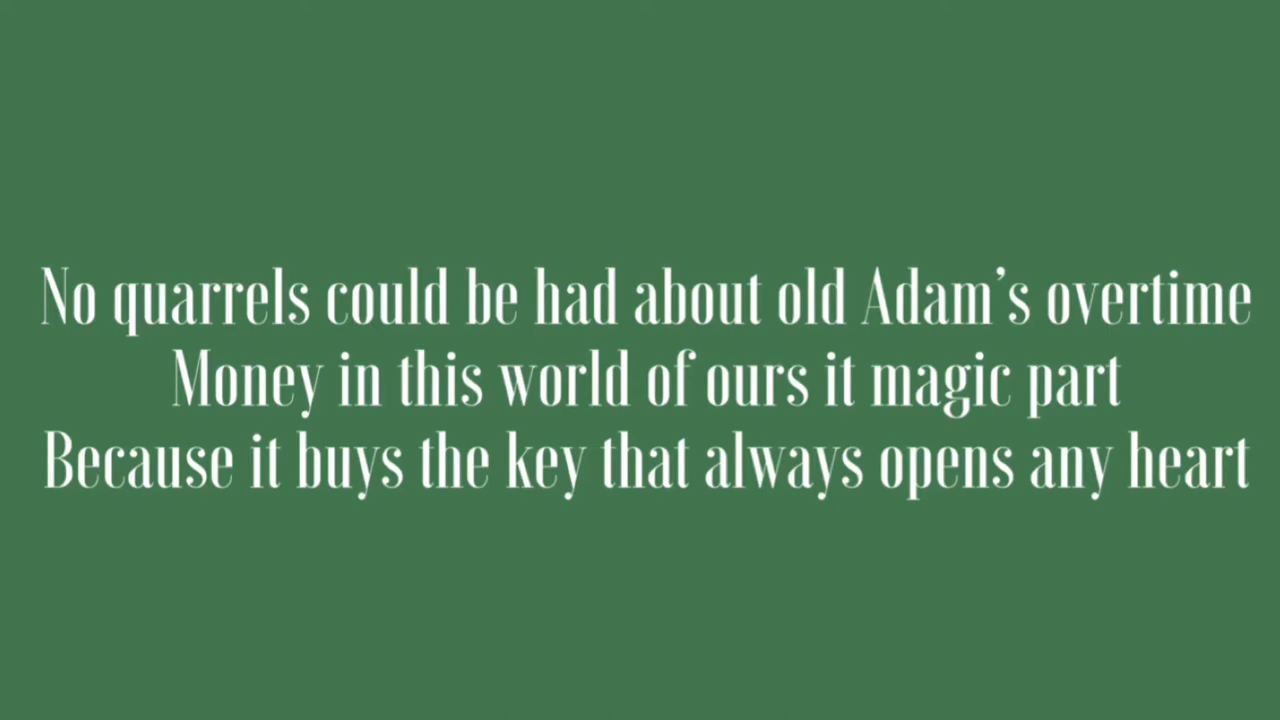 No quarrels could be had about old Adam’s overtime
Money in this world of ours it magic part
Because it buys the key that always opens any heart